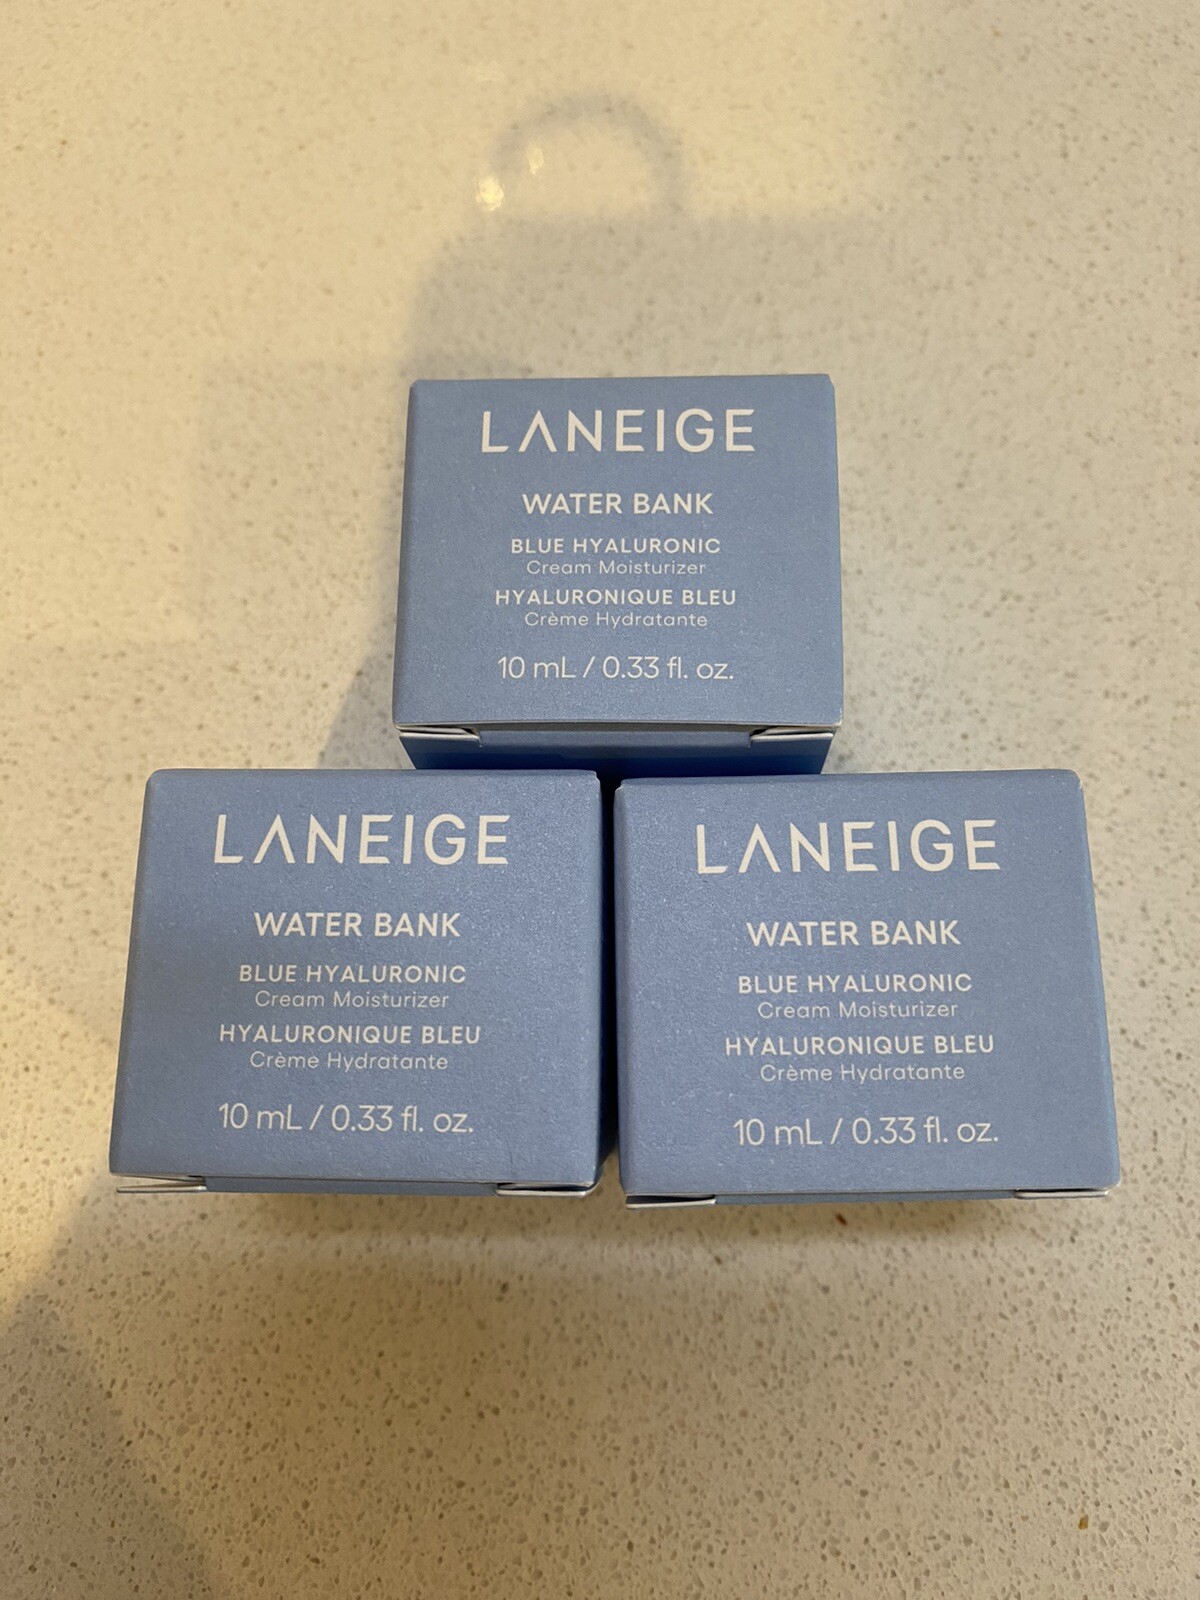 LANEIGE
WATER BANK
BLUE HYALURONIC
Cream Moisturizer
HYALURONIQUE BLEU
Crème Hydratante
10 mL / 0.33 fl. oz.
LANEIGE
WATER BANK
BLUE HYALURONIC
Cream Moisturizer
HYALURONIQUE BLEU
Crème Hydratante
10 mL / 0.33 fl. oz.
LANEIGE
WATER BANK
BLUE HYALURONIC
Cream Moisturizer
HYALURONIQUE BLEU
Crème Hydratante
10 mL / 0.33 fl. oz.